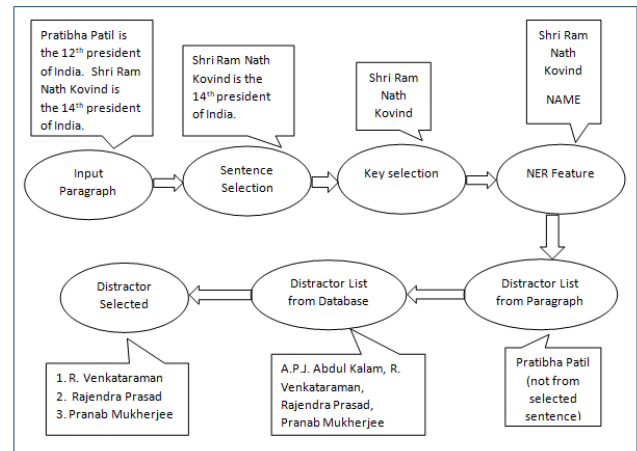 Pratibha Patil is
the 12th president
of India.  Shri Ram
Nath Kovind is
the 14th president
of India.
Shri Ram Nath
Kovind is the
14th president
of India.
Shri Ram
Nath
Kovind
Shri Ram
Nath
Kovind
NAME
Input
Paragraph
Sentence
Selection
Key selection
NER Feature
Distractor
Selected
Distractor List
from Database
Distractor List
from Paragraph
1. R. Venkataraman
2.  Rajendra Prasad
3. Pranab Mukherjee
A.P.J. Abdul Kalam, R.
Venkataraman,
Rajendra Prasad,
Pranab Mukherjee
Pratibha Patil
(not from
selected
sentence)